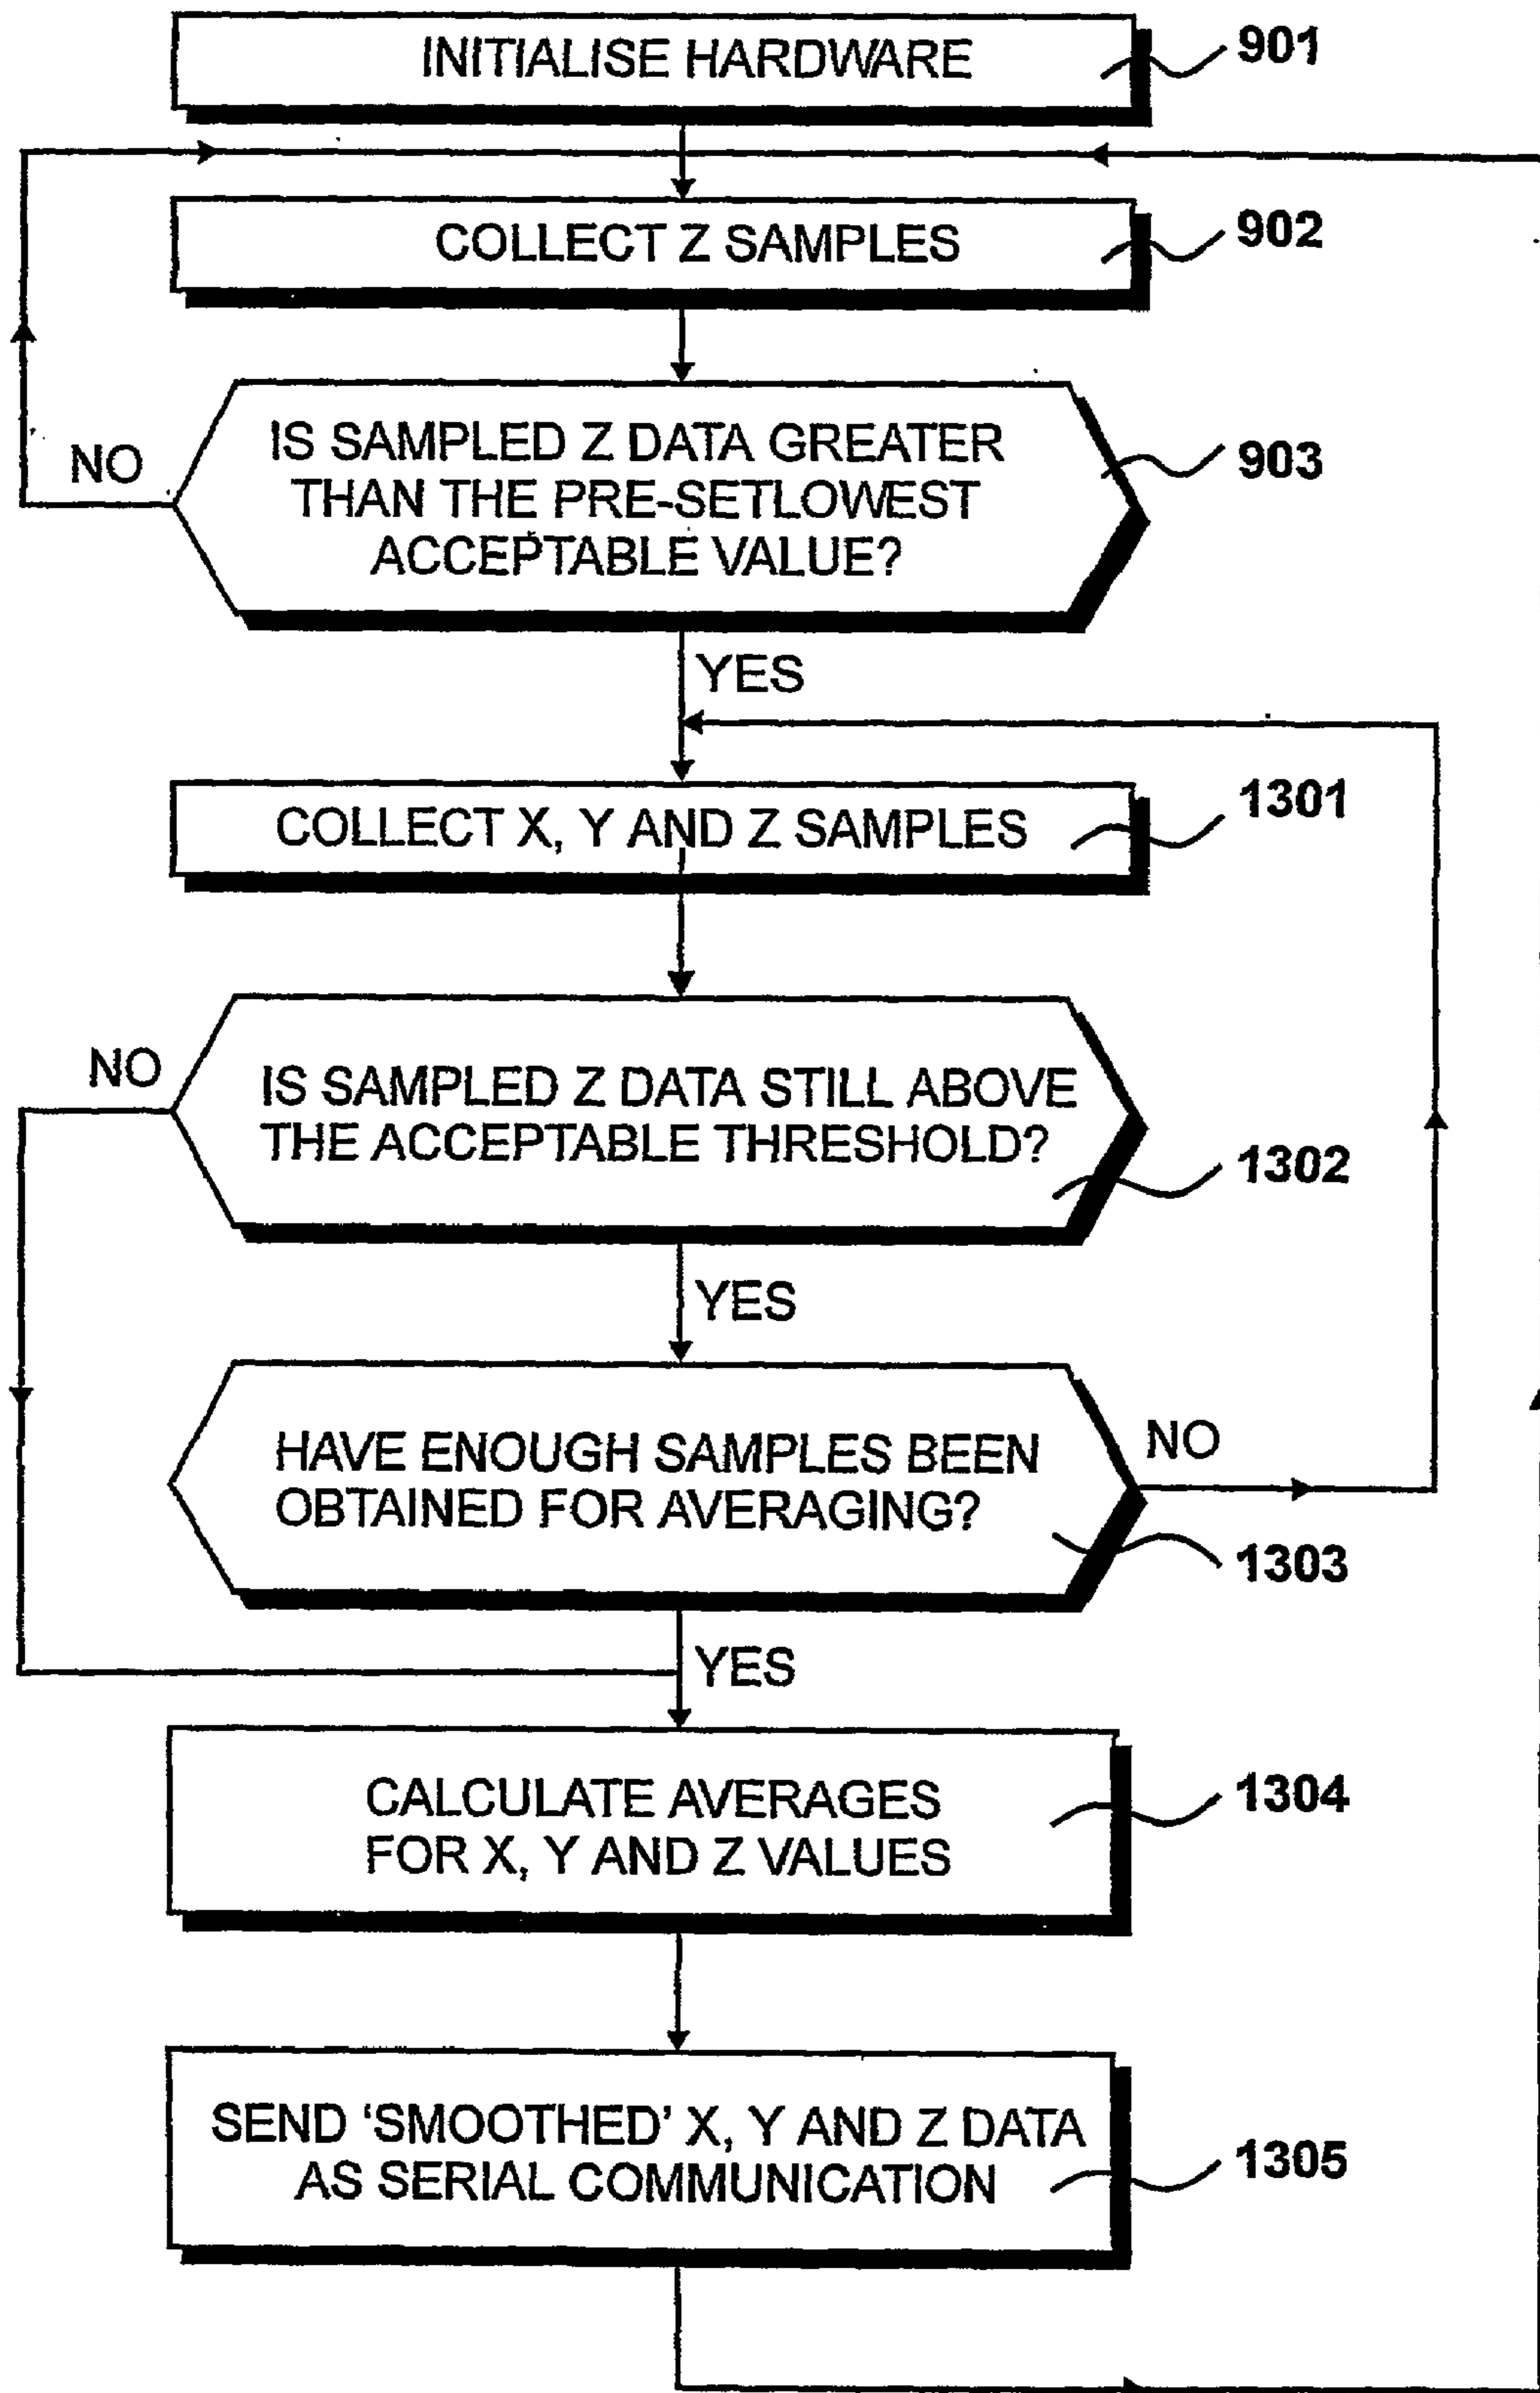 INITIALISE HARDWARE
901
COLLECT Z SAMPLES
902
IS SAMPLED Z DATA GREATER
THAN THE PRE-SETLOWEST
ACCEPTABLE VALUE?
903
NO
YES
COLLECT X, Y AND Z SAMPLES
1301
IS SAMPLED Z DATA STILL ABOVE
THE ACCEPTABLE THRESHOLD?
1302
NO
YES
HAVE ENOUGH SAMPLES BEEN
OBTAINED FOR AVERAGING?
1303
NO
YES
CALCULATE AVERAGES
FOR X, Y AND Z VALUES
1304
SEND ‘SMOOTHED’ X, Y AND Z DATA
AS SERIAL COMMUNICATION
1305